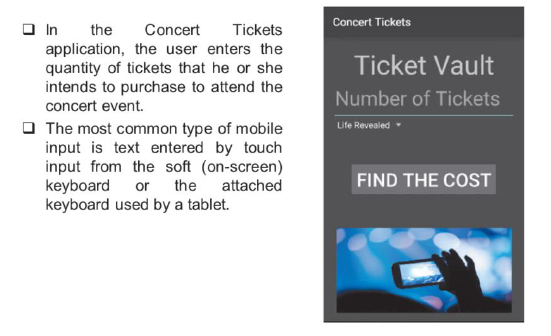 ❑ In the Concert Tickets
application, the user enters the
quantity of tickets that he or she
intends to purchase to attend the
concert event.
❑ The most common type of mobile
input is text entered by touch
input from the soft (on-screen)
keyboard or the attached
keyboard used by a tablet.
Concert Tickets
Ticket Vault
Number of Tickets
Life Revealed
FIND THE COST